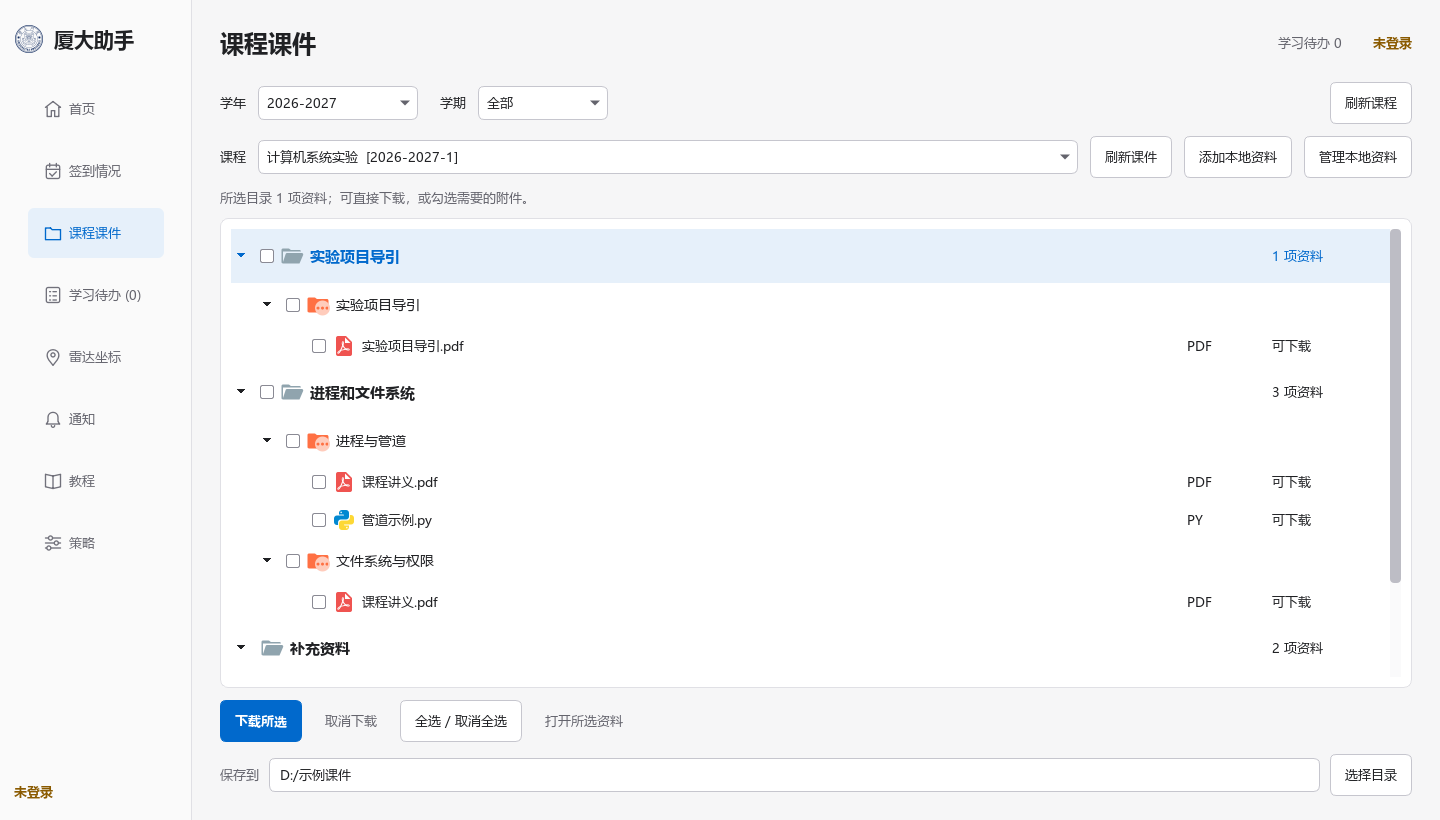 厦大助手
首页
签到情况
课程课件
学习待办 (0)
雷达坐标
通知
教程
策略
未登录
课程课件
学习待办 0 未登录
学年 2026-2027 学期 全部 刷新课程
课程 计算机系统实验 [2026-2027-1] 刷新课件 添加本地资料 管理本地资料
所选目录 1 项资料；可直接下载，或勾选需要的附件。
实验项目导引 1 项资料
实验项目导引
实验项目导引.pdf PDF 可下载
进程和文件系统 3 项资料
进程与管道
课程讲义.pdf PDF 可下载
管道示例.py PY 可下载
文件系统与权限
课程讲义.pdf PDF 可下载
补充资料 2 项资料
下载所选 取消下载 全选 / 取消全选 打开所选资料
保存到 D:/示例课件 选择目录